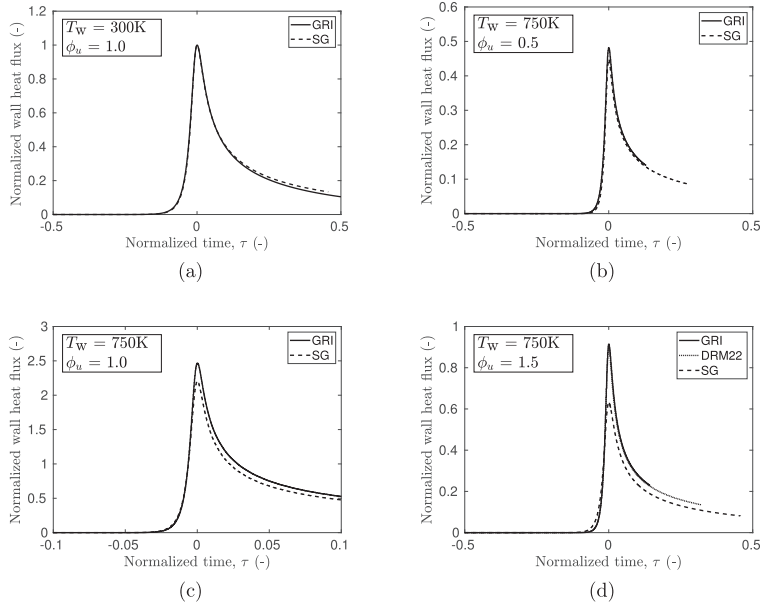 T_W = 300K
ϕ_u = 1.0
GRI
SG
Normalized wall heat flux (-)
1.2
1
0.8
0.6
0.4
0.2
0
-0.5
0
0.5
Normalized time, τ (-)
(a)
T_W = 750K
ϕ_u = 0.5
GRI
SG
Normalized wall heat flux (-)
0.6
0.5
0.4
0.3
0.2
0.1
0
-0.5
0
0.5
Normalized time, τ (-)
(b)
T_W = 750K
ϕ_u = 1.0
GRI
SG
Normalized wall heat flux (-)
3
2.5
2
1.5
1
0.5
0
-0.1
-0.05
0
0.05
0.1
Normalized time, τ (-)
(c)
T_W = 750K
ϕ_u = 1.5
GRI
DRM22
SG
Normalized wall heat flux (-)
1
0.8
0.6
0.4
0.2
0
-0.5
0
0.5
Normalized time, τ (-)
(d)